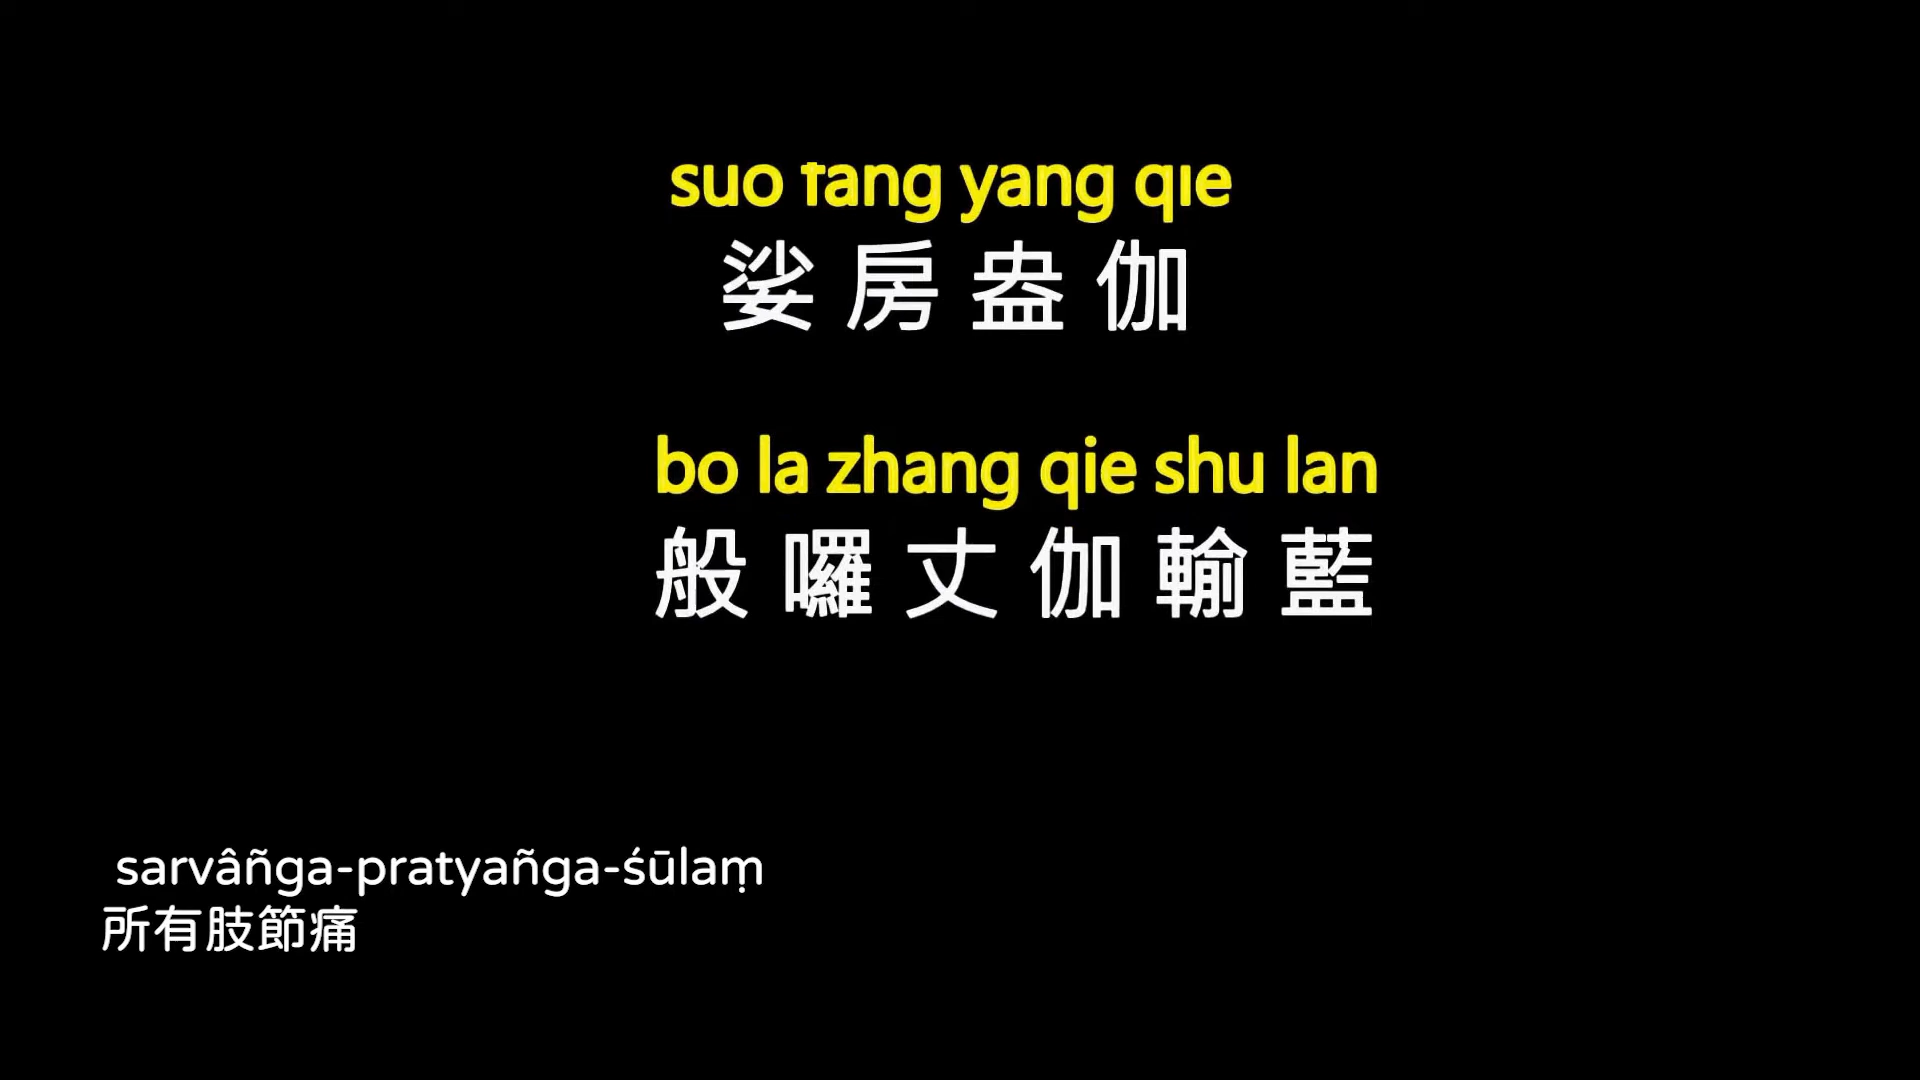 suo fang yang qie
娑房盎伽
bo la zhang qie shu lan
般囉丈伽輸藍
sarvâñga-pratyañga-śūlaṃ
所有肢節痛